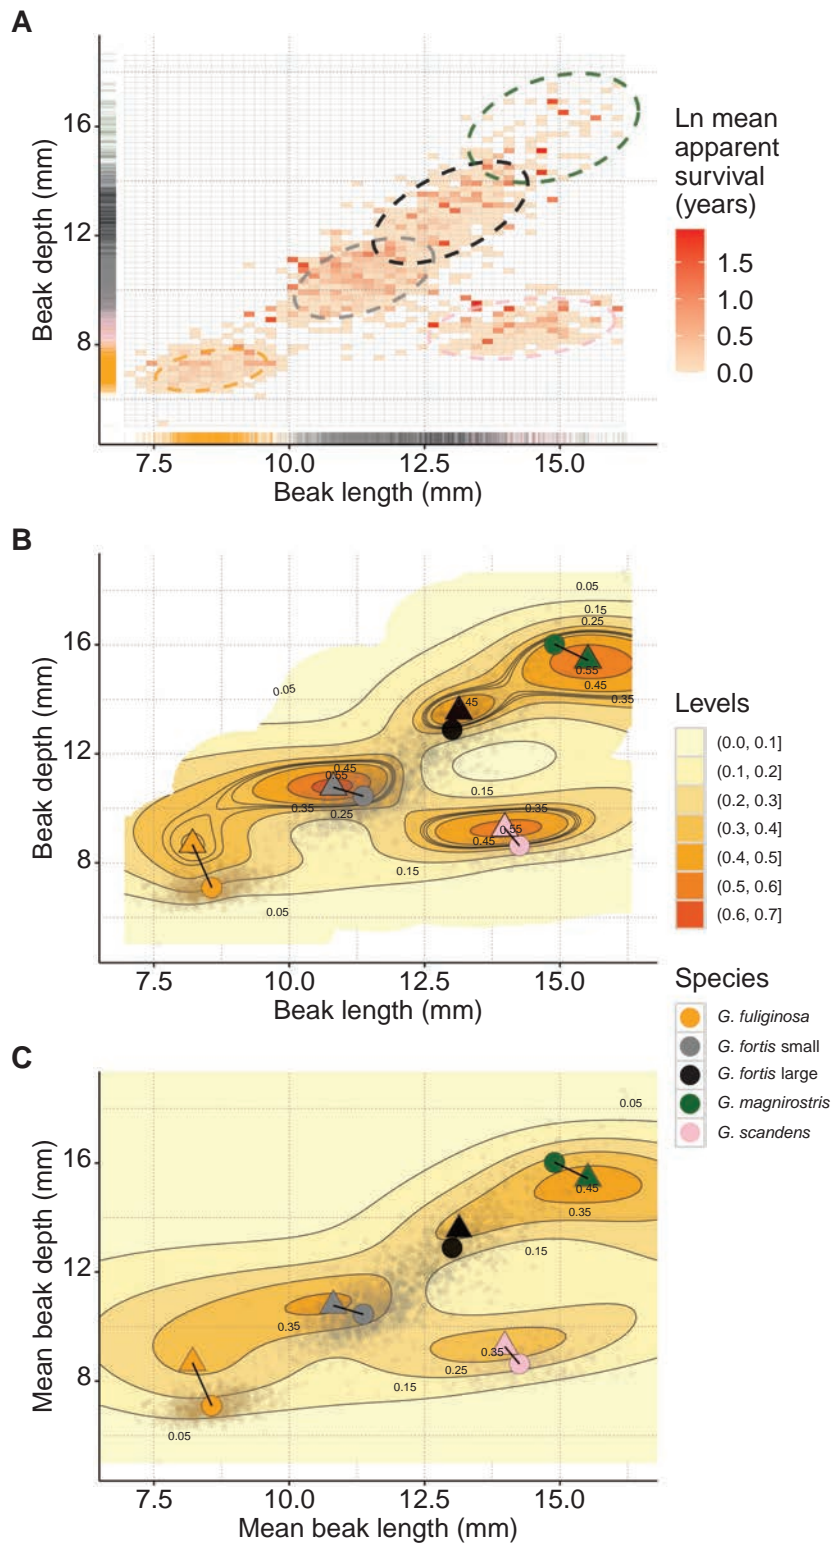 A
Beak depth (mm)
16
12
8
7.5 10.0 12.5 15.0
Beak length (mm)
Ln mean
apparent
survival
(years)
1.5
1.0
0.5
0.0
B
Beak depth (mm)
16
12
8
0.05
0.15
0.25
0.55
0.45
0.35
0.05
45
0.15
0.45
0.55
0.35
0.25
0.35
0.55
0.45
0.15
0.05
7.5 10.0 12.5 15.0
Beak length (mm)
Levels
(0.0, 0.1]
(0.1, 0.2]
(0.2, 0.3]
(0.3, 0.4]
(0.4, 0.5]
(0.5, 0.6]
(0.6, 0.7]
Species
G. fuliginosa
G. fortis small
G. fortis large
G. magnirostris
G. scandens
C
Mean beak depth (mm)
16
12
8
0.05
0.45
0.35
0.15
0.35
0.35
0.25
0.15
0.05
7.5 10.0 12.5 15.0
Mean beak length (mm)